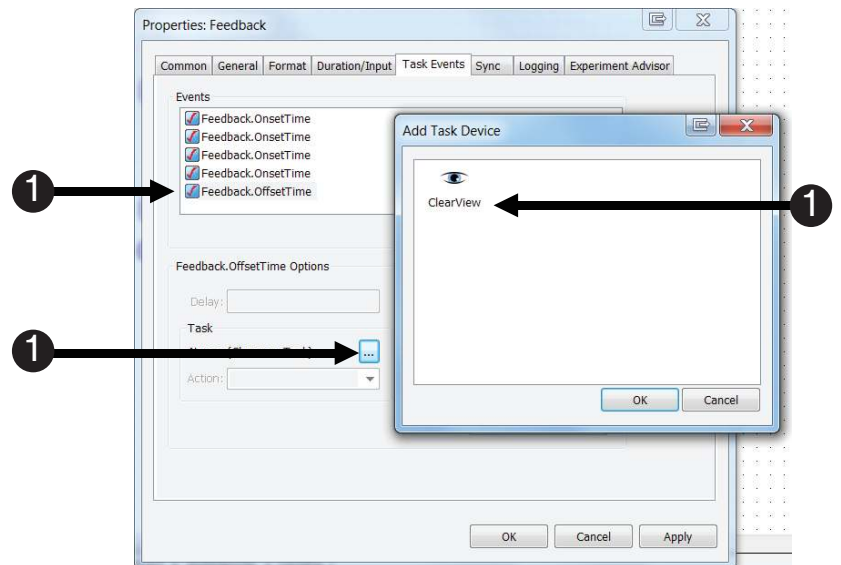 Properties: Feedback
Common General Format Duration/Input Task Events Sync Logging Experiment Advisor
Events
Feedback.OnsetTime
Feedback.OnsetTime
Feedback.OnsetTime
Feedback.OnsetTime
Feedback.OffsetTime
1
Add Task Device
ClearView
1
OK Cancel
Feedback.OffsetTime Options
Delay:
Task
1
...
Action:
OK Cancel Apply